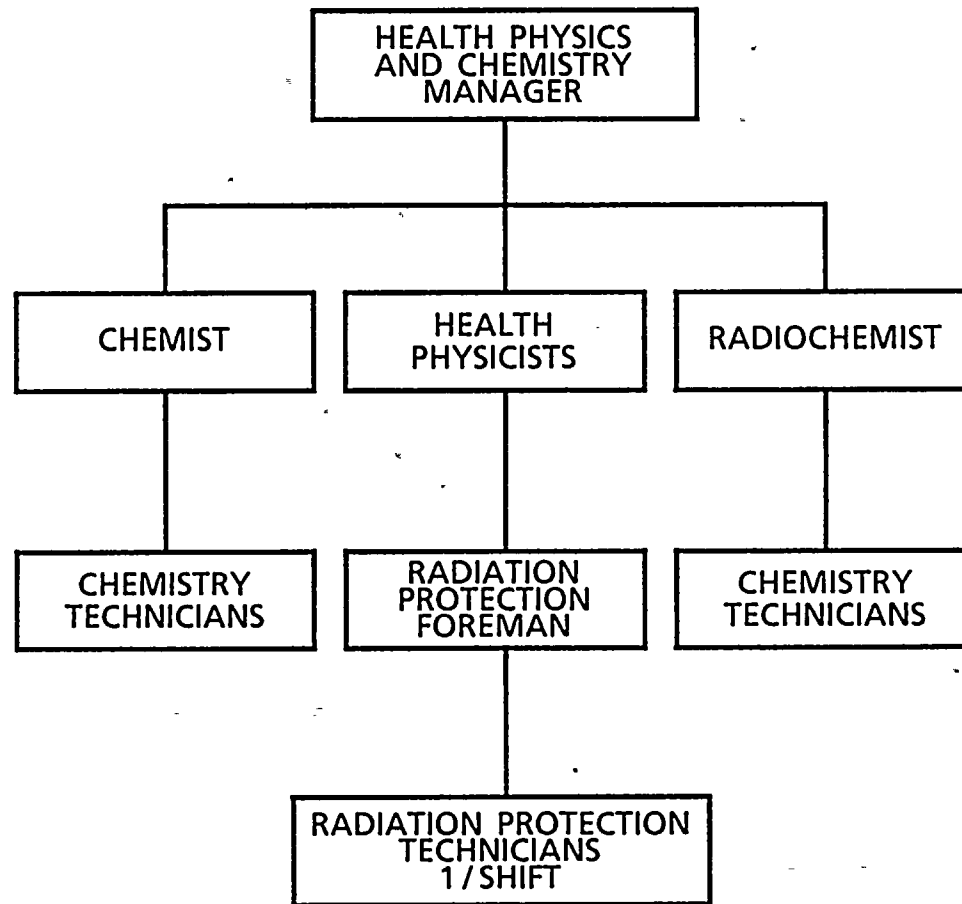 HEALTH PHYSICS
AND CHEMISTRY
MANAGER
CHEMIST
HEALTH
PHYSICISTS
RADIOCHEMIST
CHEMISTRY
TECHNICIANS
RADIATION
PROTECTION
FOREMAN
CHEMISTRY
TECHNICIANS
RADIATION PROTECTION
TECHNICIANS
1/SHIFT